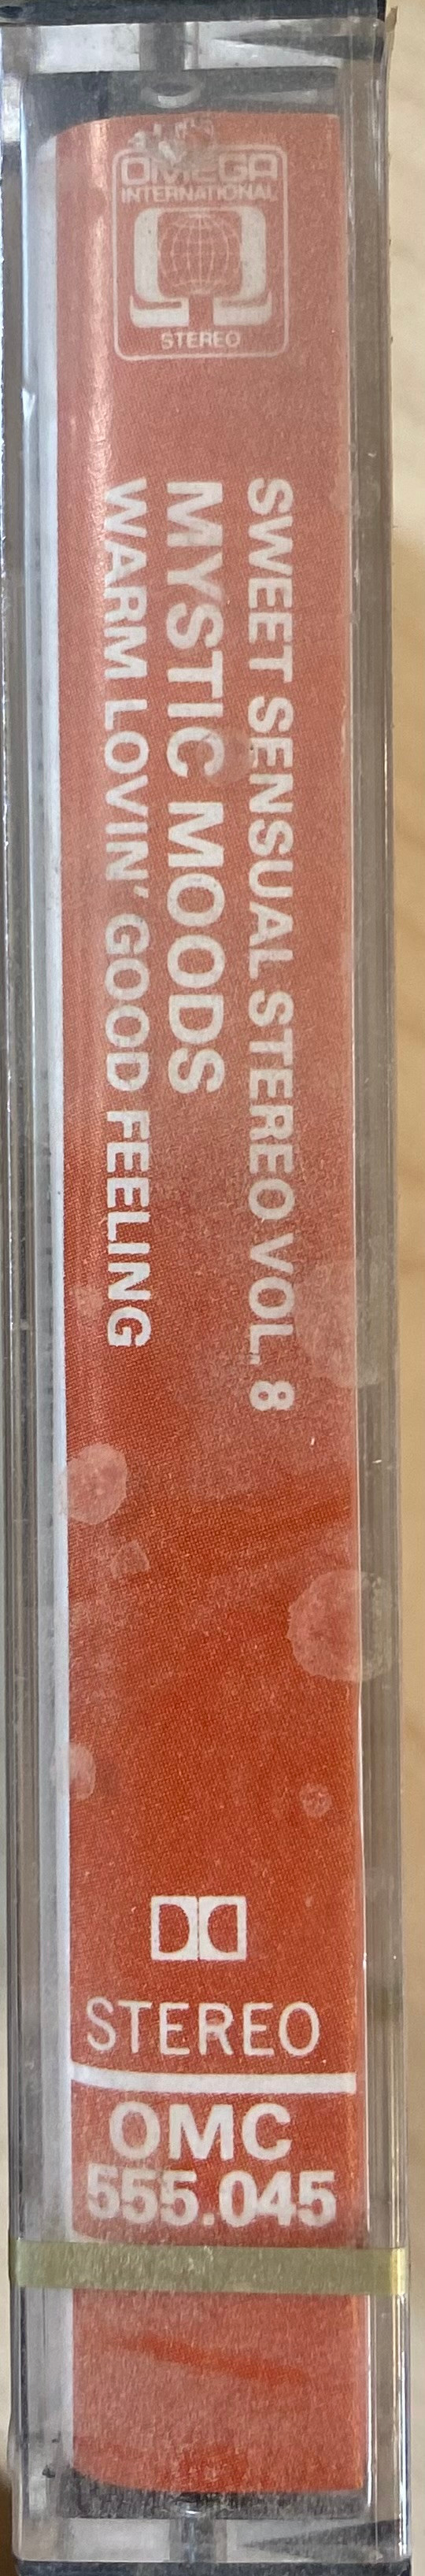 OMEGA
INTERNATIONAL
STEREO
SWEET SENSUAL STEREO VOL. 8
MYSTIC MOODS
WARM LOVIN' GOOD FEELING
STEREO
OMC
555.045